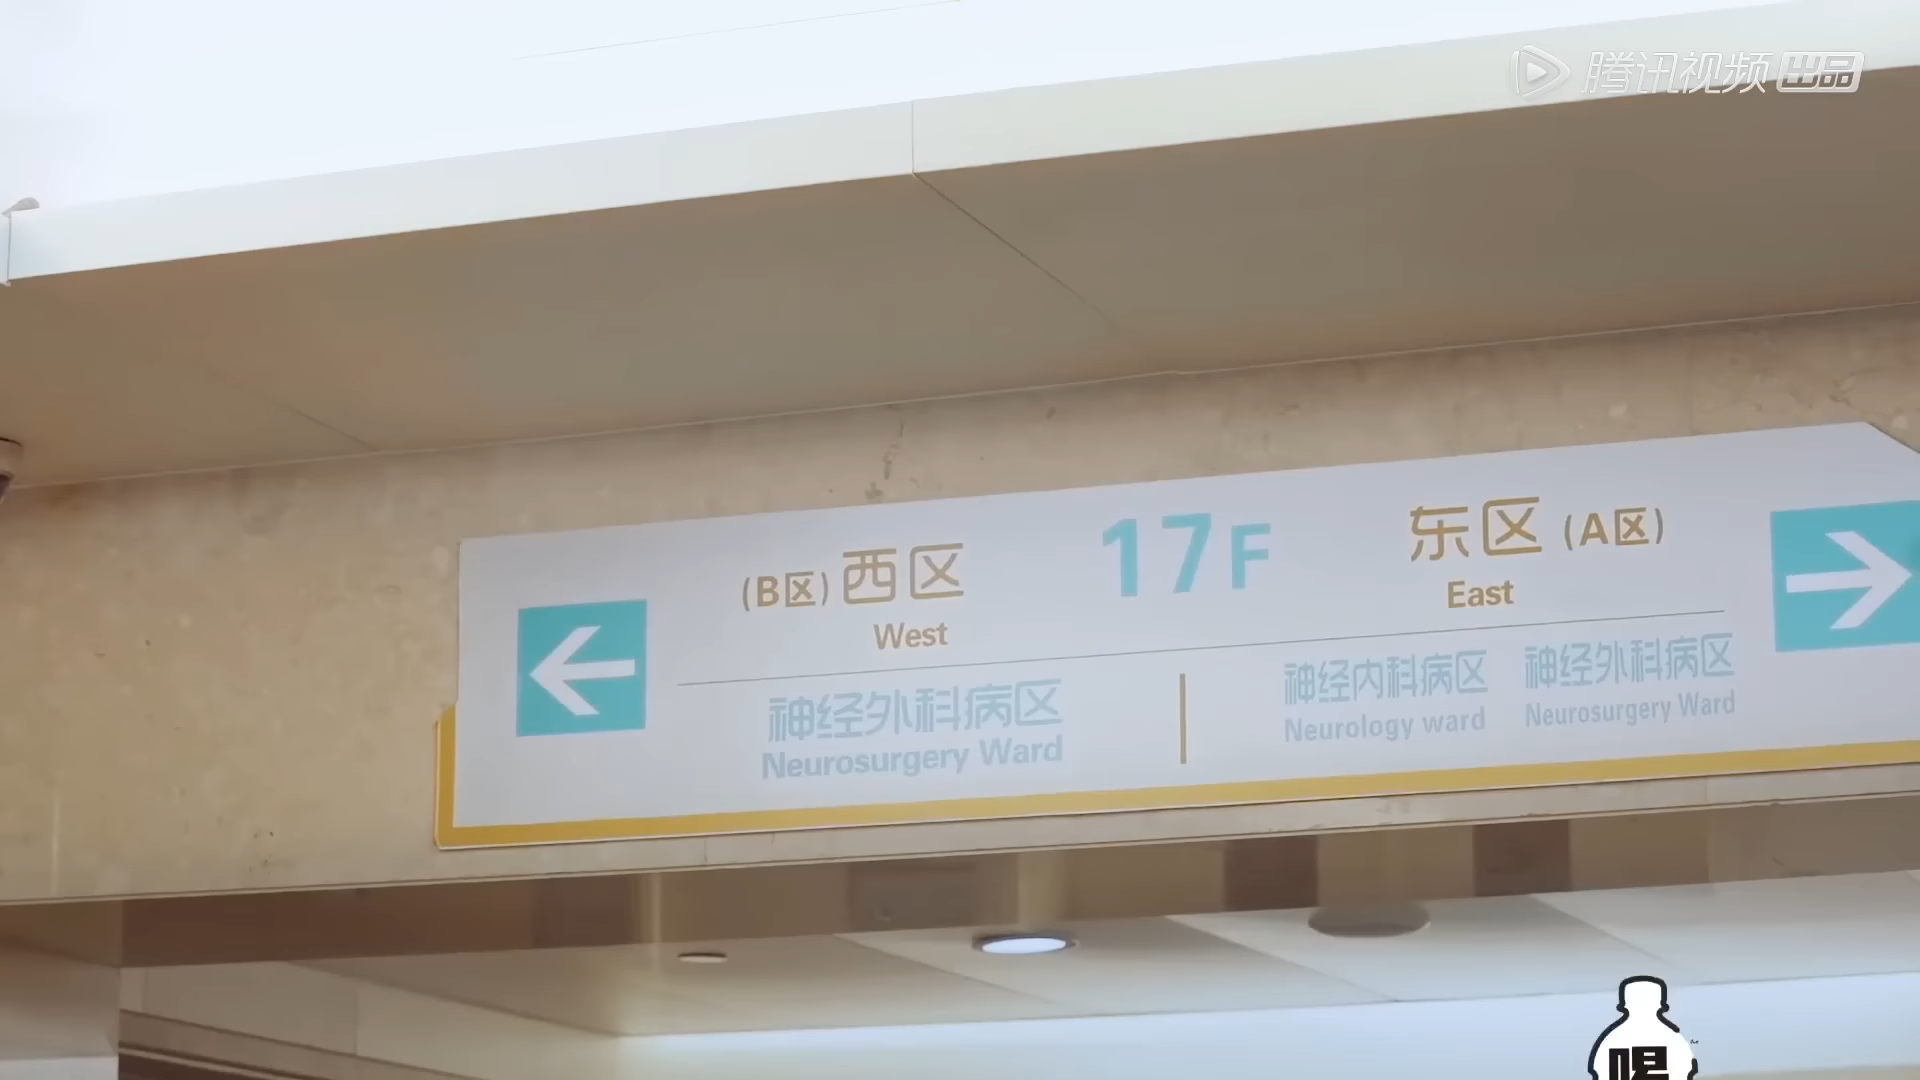 腾讯视频 出品
17F
(B区) 西区
West
神经外科病区
Neurosurgery Ward
东区 (A区)
East
神经内科病区 神经外科病区
Neurology ward Neurosurgery Ward
喝